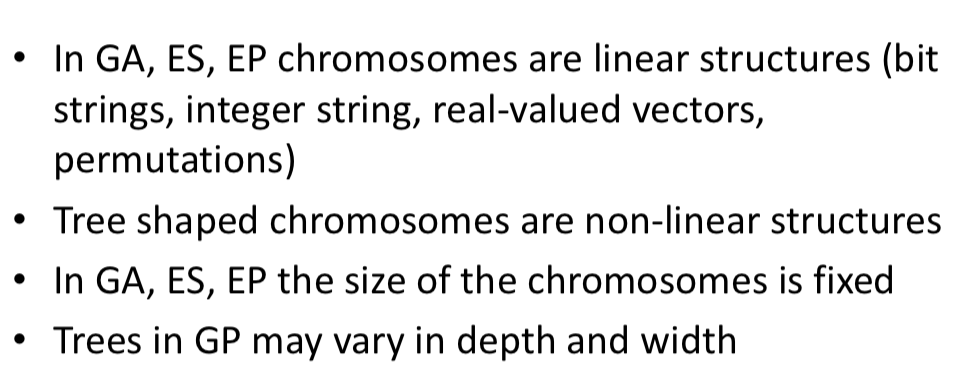 • In GA, ES, EP chromosomes are linear structures (bit
strings, integer string, real-valued vectors,
permutations)
• Tree shaped chromosomes are non-linear structures
• In GA, ES, EP the size of the chromosomes is fixed
• Trees in GP may vary in depth and width